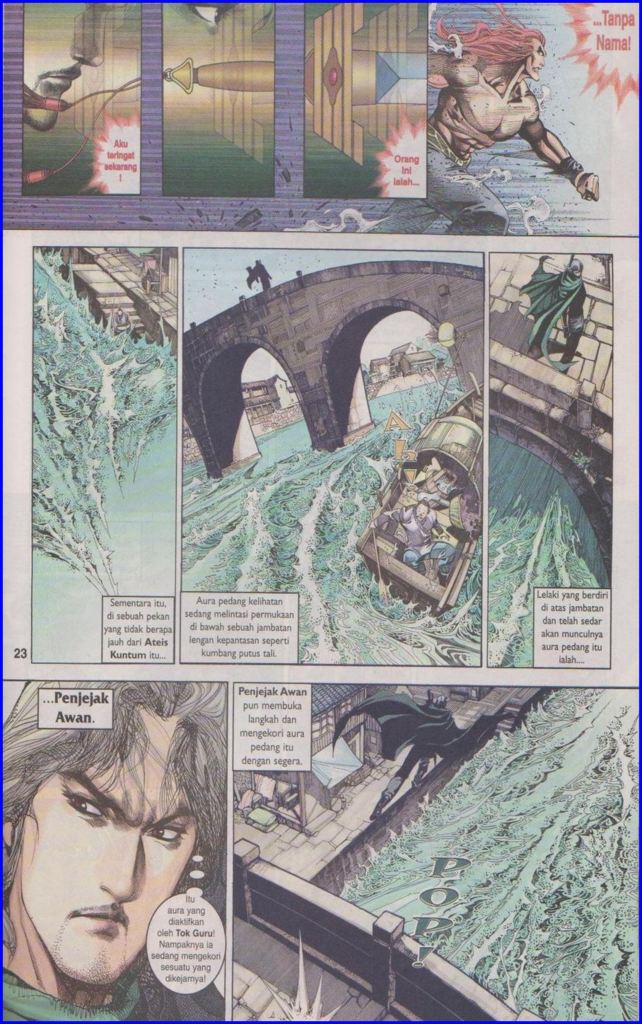 Aku
teringat
sekarang
!
Orang
ini
ialah...
...Tanpa
Nama!
Sementara itu,
di sebuah pekan
yang tidak berapa
jauh dari Ateis
Kuntum itu...
Aura pedang kelihatan
sedang melintasi permukaan
di bawah sebuah jambatan
lengan kepantasan seperti
kumbang putus tali.
Lelaki yang berdiri
di atas jambatan
dan telah sedar
akan munculnya
aura pedang itu
ialah....
23
...Penjejak
Awan.
Itu
aura yang
diaktifkan
oleh Tok Guru!
Nampaknya ia
sedang mengekori
sesuatu yang
dikejarnya!
Penjejak Awan
pun membuka
langkah dan
mengekori aura
pedang itu
dengan segera.
POP!